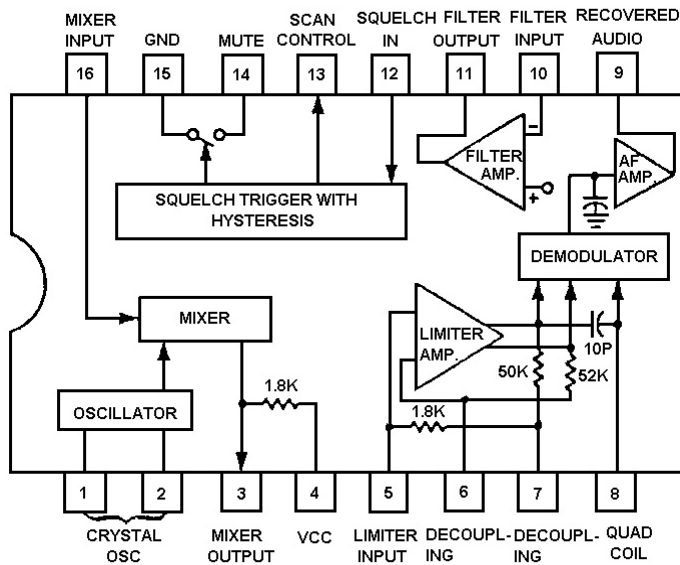 MIXER
INPUT
GND
MUTE
SCAN
CONTROL
SQUELCH
IN
FILTER
OUTPUT
FILTER
INPUT
RECOVERED
AUDIO
16
15
14
13
12
11
10
9
FILTER
AMP.
−
+
AF
AMP.
SQUELCH TRIGGER WITH
HYSTERESIS
DEMODULATOR
MIXER
LIMITER
AMP.
10P
50K
52K
1.8K
1.8K
OSCILLATOR
1
2
3
4
5
6
7
8
CRYSTAL
OSC
MIXER
OUTPUT
VCC
LIMITER
INPUT
DECOUPL-
ING
DECOUPL-
ING
QUAD
COIL